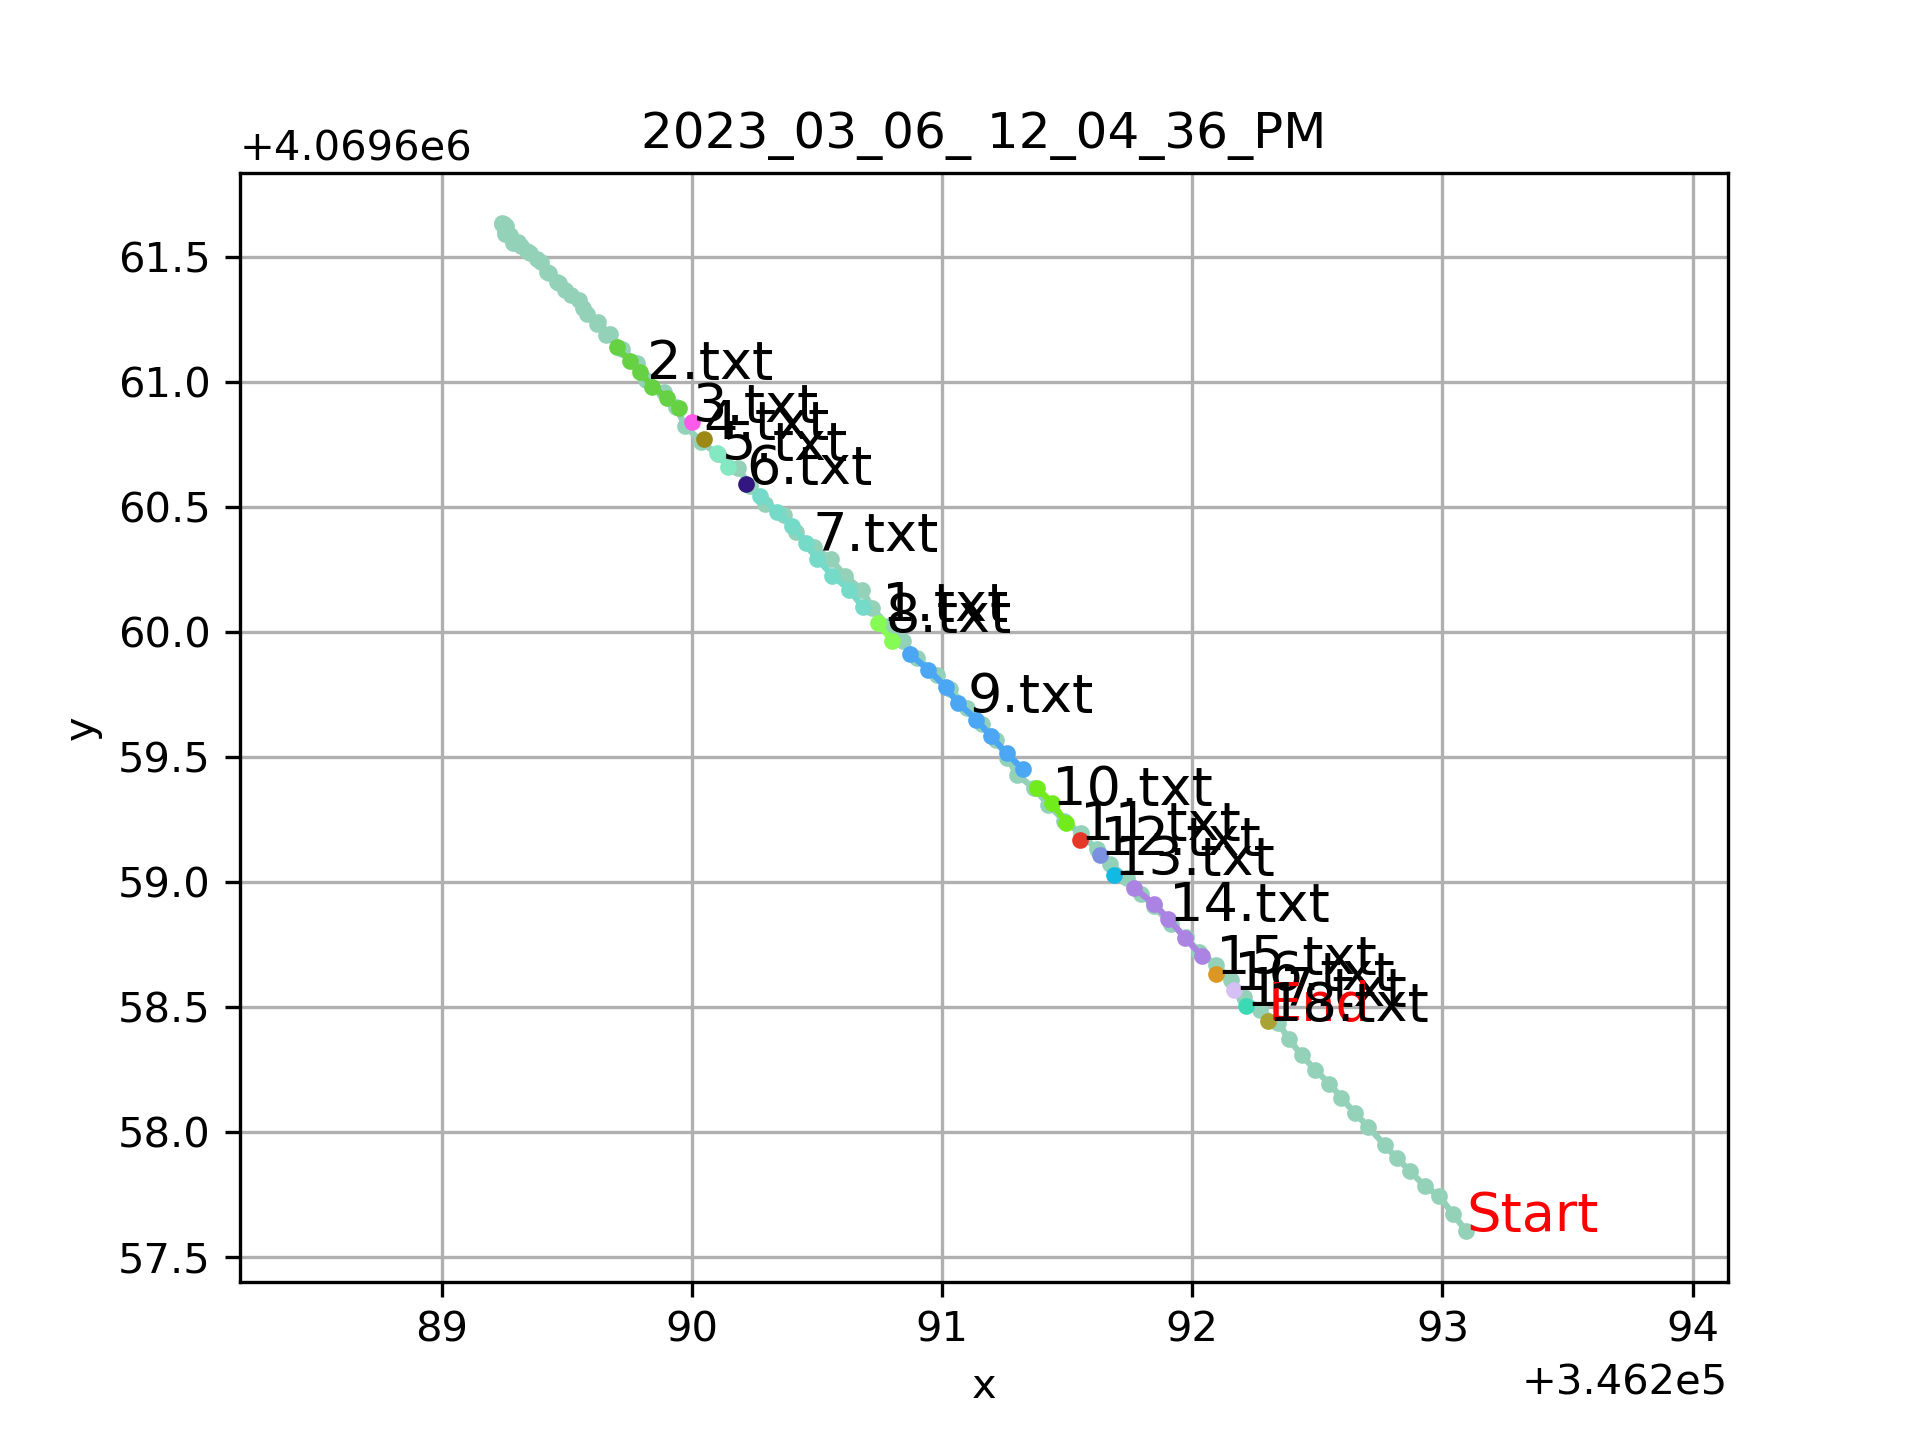 2023_03_06_ 12_04_36_PM
+4.0696e6
61.5
61.0
60.5
60.0
59.5
59.0
58.5
58.0
57.5
y
2.txt
3.txt
4.txt
5.txt
6.txt
7.txt
1.txt
8.txt
9.txt
10.txt
11.txt
12.txt
13.txt
14.txt
15.txt
16.txt
17.txt
End
18.txt
Start
89
90
91
92
93
94
x
+3.462e5